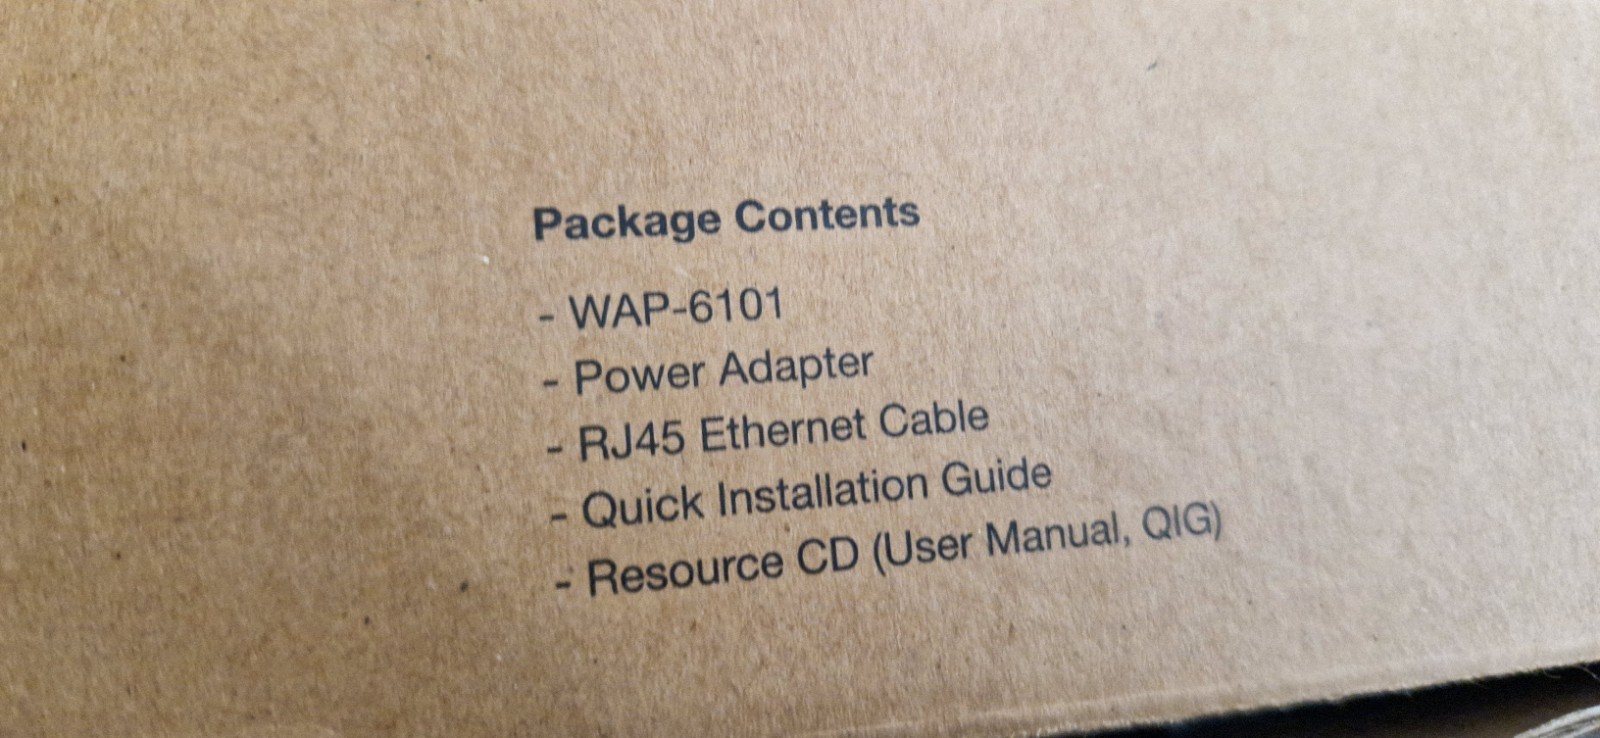 Package Contents
- WAP-6101
- Power Adapter
- RJ45 Ethernet Cable
- Quick Installation Guide
- Resource CD (User Manual, QIG)